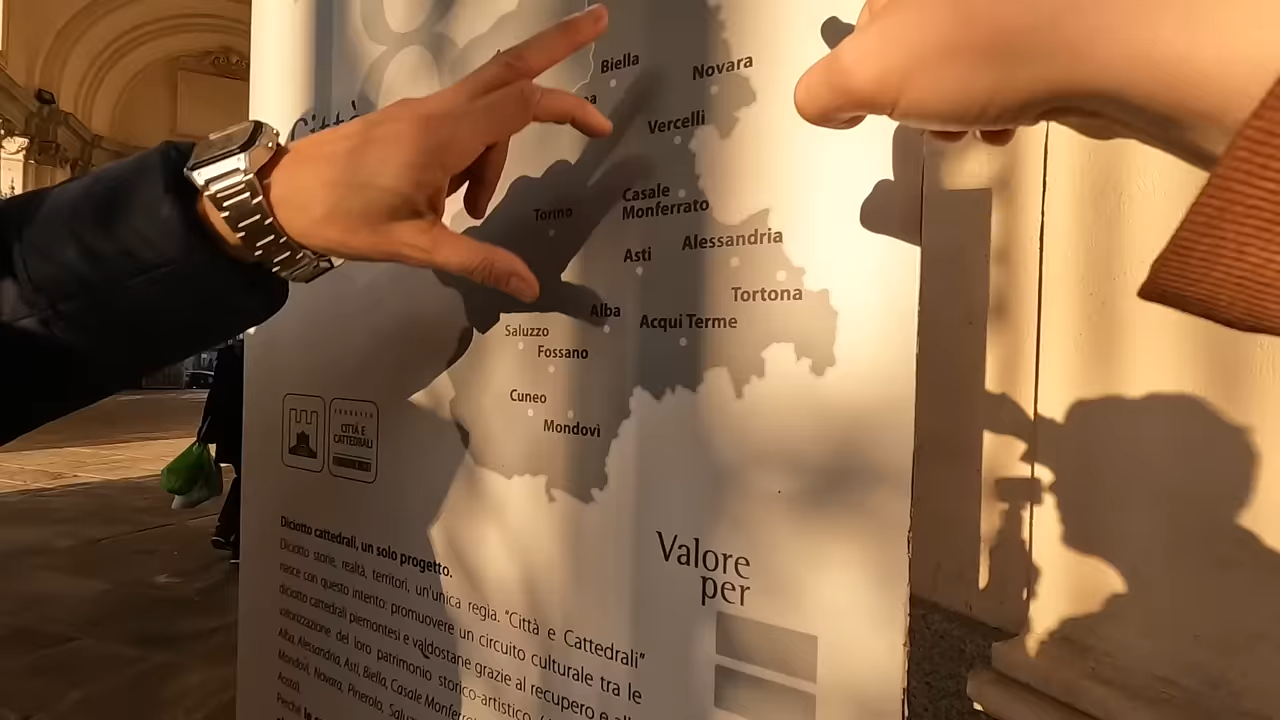 Città
Biella
Novara
Vercelli
Casale
Monferrato
Torino
Asti
Alessandria
Tortona
Alba
Acqui Terme
Saluzzo
Fossano
Cuneo
Mondovì
CITTÀ E
CATTEDRALI
Diciotto cattedrali, un solo progetto.
Diciotto storie, realtà, territori, un'unica regia. "Città e Cattedrali"
nasce con questo intento: promuovere un circuito culturale tra le
diciotto cattedrali piemontesi e valdostane grazie al recupero e
valorizzazione del loro patrimonio storico-artistico
Alba, Alessandria, Asti, Biella, Casale
Mondovì, Novara, Pinerolo,
Aosta).
Perché
Valore
per